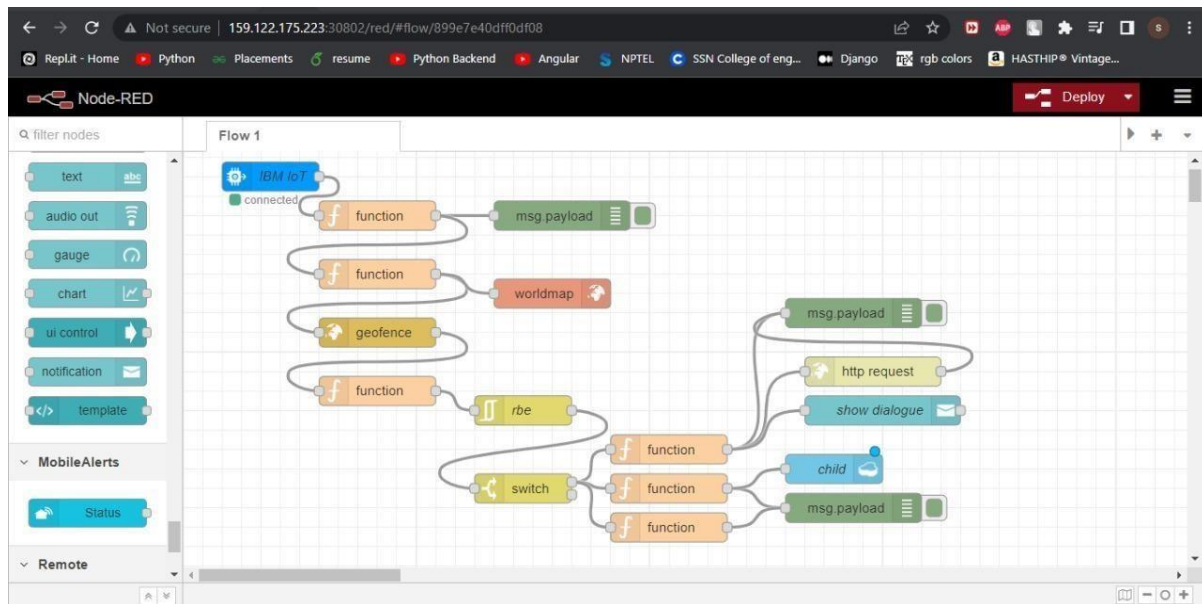 Not secure | 159.122.175.223:30802/red/#flow/899e7e40dff0df08
Repl.it - Home Python Placements resume Python Backend Angular NPTEL SSN College of eng... Django rgb colors HASTHIP® Vintage...
Node-RED Deploy
filter nodes Flow 1
text abc
audio out
gauge
chart
ui control
notification
</> template
MobileAlerts
Status
Remote
IBM IoT
connected
function
msg.payload
function
worldmap
geofence
function
rbe
switch
msg.payload
http request
show dialogue
function
child
function
msg.payload
function